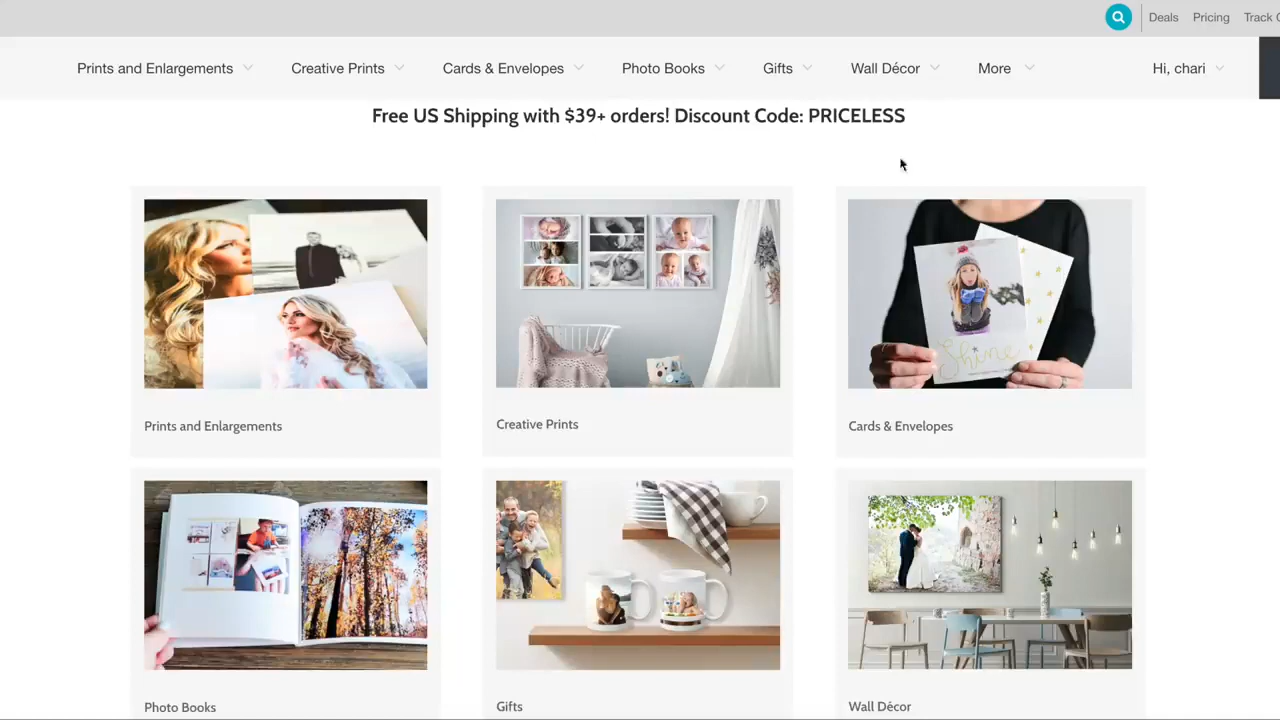 Deals Pricing Track
Prints and Enlargements Creative Prints Cards & Envelopes Photo Books Gifts Wall Décor More Hi, chari
Free US Shipping with $39+ orders! Discount Code: PRICELESS
Shine
Prints and Enlargements
Creative Prints
Cards & Envelopes
Photo Books
Gifts
Wall Décor